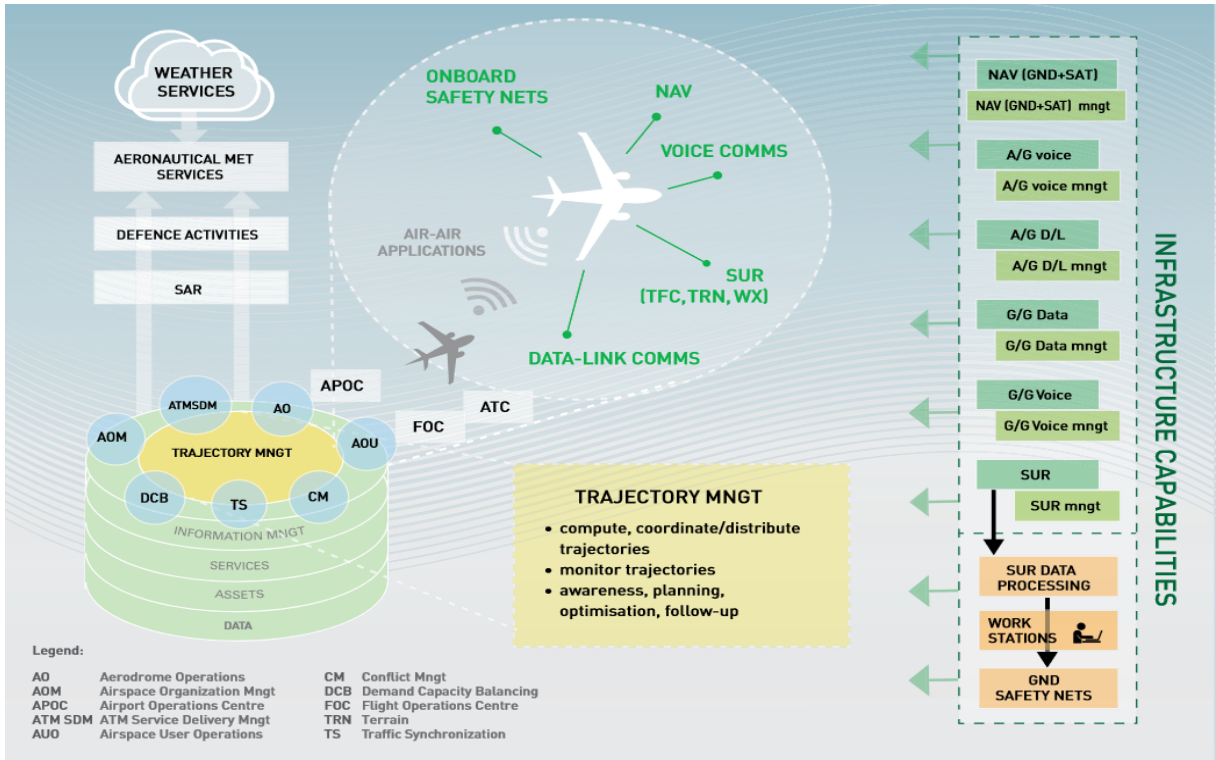 WEATHER
SERVICES
AERONAUTICAL MET
SERVICES
DEFENCE ACTIVITIES
SAR
ONBOARD
SAFETY NETS
NAV
VOICE COMMS
AIR-AIR
APPLICATIONS
SUR
(TFC, TRN, WX)
DATA-LINK COMMS
APOC
ATC
FOC
ATMSDM
AO
AOM
AOU
TRAJECTORY MNGT
DCB
TS
CM
INFORMATION MNGT
SERVICES
ASSETS
DATA
TRAJECTORY MNGT
• compute, coordinate/distribute
trajectories
• monitor trajectories
• awareness, planning,
optimisation, follow-up
NAV (GND+SAT)
NAV (GND+SAT) mngt
A/G voice
A/G voice mngt
A/G D/L
A/G D/L mngt
G/G Data
G/G Data mngt
G/G Voice
G/G Voice mngt
SUR
SUR mngt
SUR DATA
PROCESSING
WORK
STATIONS
GND
SAFETY NETS
INFRASTRUCTURE CAPABILITIES
Legend:
AO Aerodrome Operations
AOM Airspace Organization Mngt
APOC Airport Operations Centre
ATM SDM ATM Service Delivery Mngt
AUO Airspace User Operations
CM Conflict Mngt
DCB Demand Capacity Balancing
FOC Flight Operations Centre
TRN Terrain
TS Traffic Synchronization